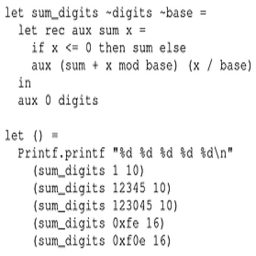 let sum_digits ~digits ~base =
  let rec aux sum x =
    if x <= 0 then sum else
    aux (sum + x mod base) (x / base)
  in
  aux 0 digits

let () =
  Printf.printf "%d %d %d %d %d\n"
    (sum_digits 1 10)
    (sum_digits 12345 10)
    (sum_digits 123045 10)
    (sum_digits 0xfe 16)
    (sum_digits 0xf0e 16)